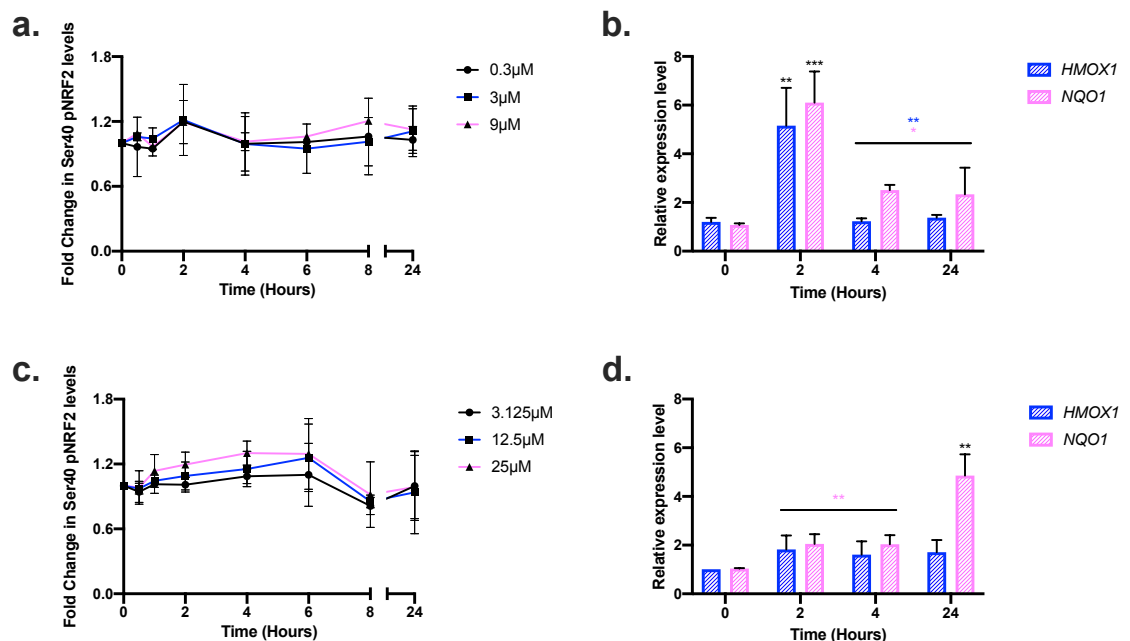 a.
Fold Change in Ser40 pNRF2 levels
1.8
1.2
0.6
0.0
0 2 4 6 8 24
Time (Hours)
0.3µM
3µM
9µM
b.
Relative expression level
8
6
4
2
0
** *** ** *
0 2 4 24
Time (Hours)
HMOX1
NQO1
c.
Fold Change in Ser40 pNRF2 levels
1.8
1.2
0.6
0.0
0 2 4 6 8 24
Time (Hours)
3.125µM
12.5µM
25µM
d.
Relative expression level
8
6
4
2
0
** **
0 2 4 24
Time (Hours)
HMOX1
NQO1